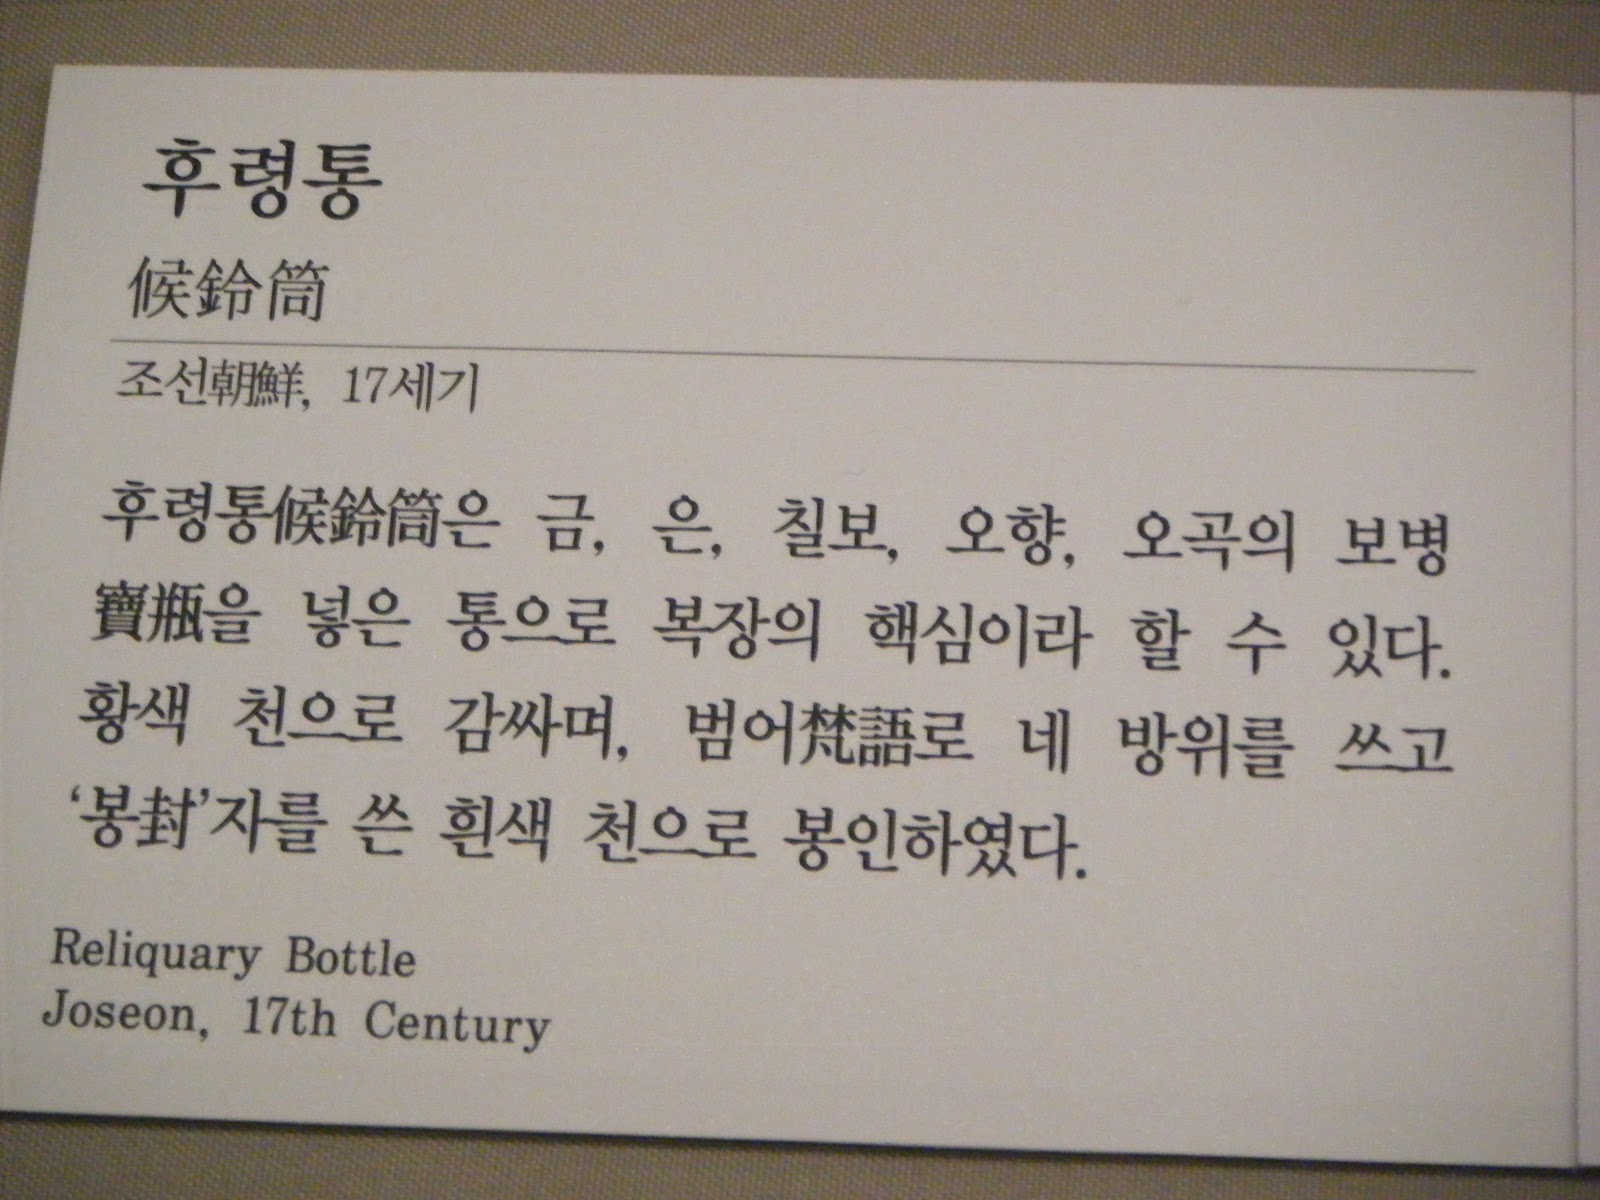 후령통
候鈴筒
조선朝鮮, 17세기
후령통候鈴筒은 금, 은, 칠보, 오향, 오곡의 보병
寶甁을 넣은 통으로 복장의 핵심이라 할 수 있다.
황색 천으로 감싸며, 범어梵語로 네 방위를 쓰고
‘봉封’자를 쓴 흰색 천으로 봉인하였다.
Reliquary Bottle
Joseon, 17th Century